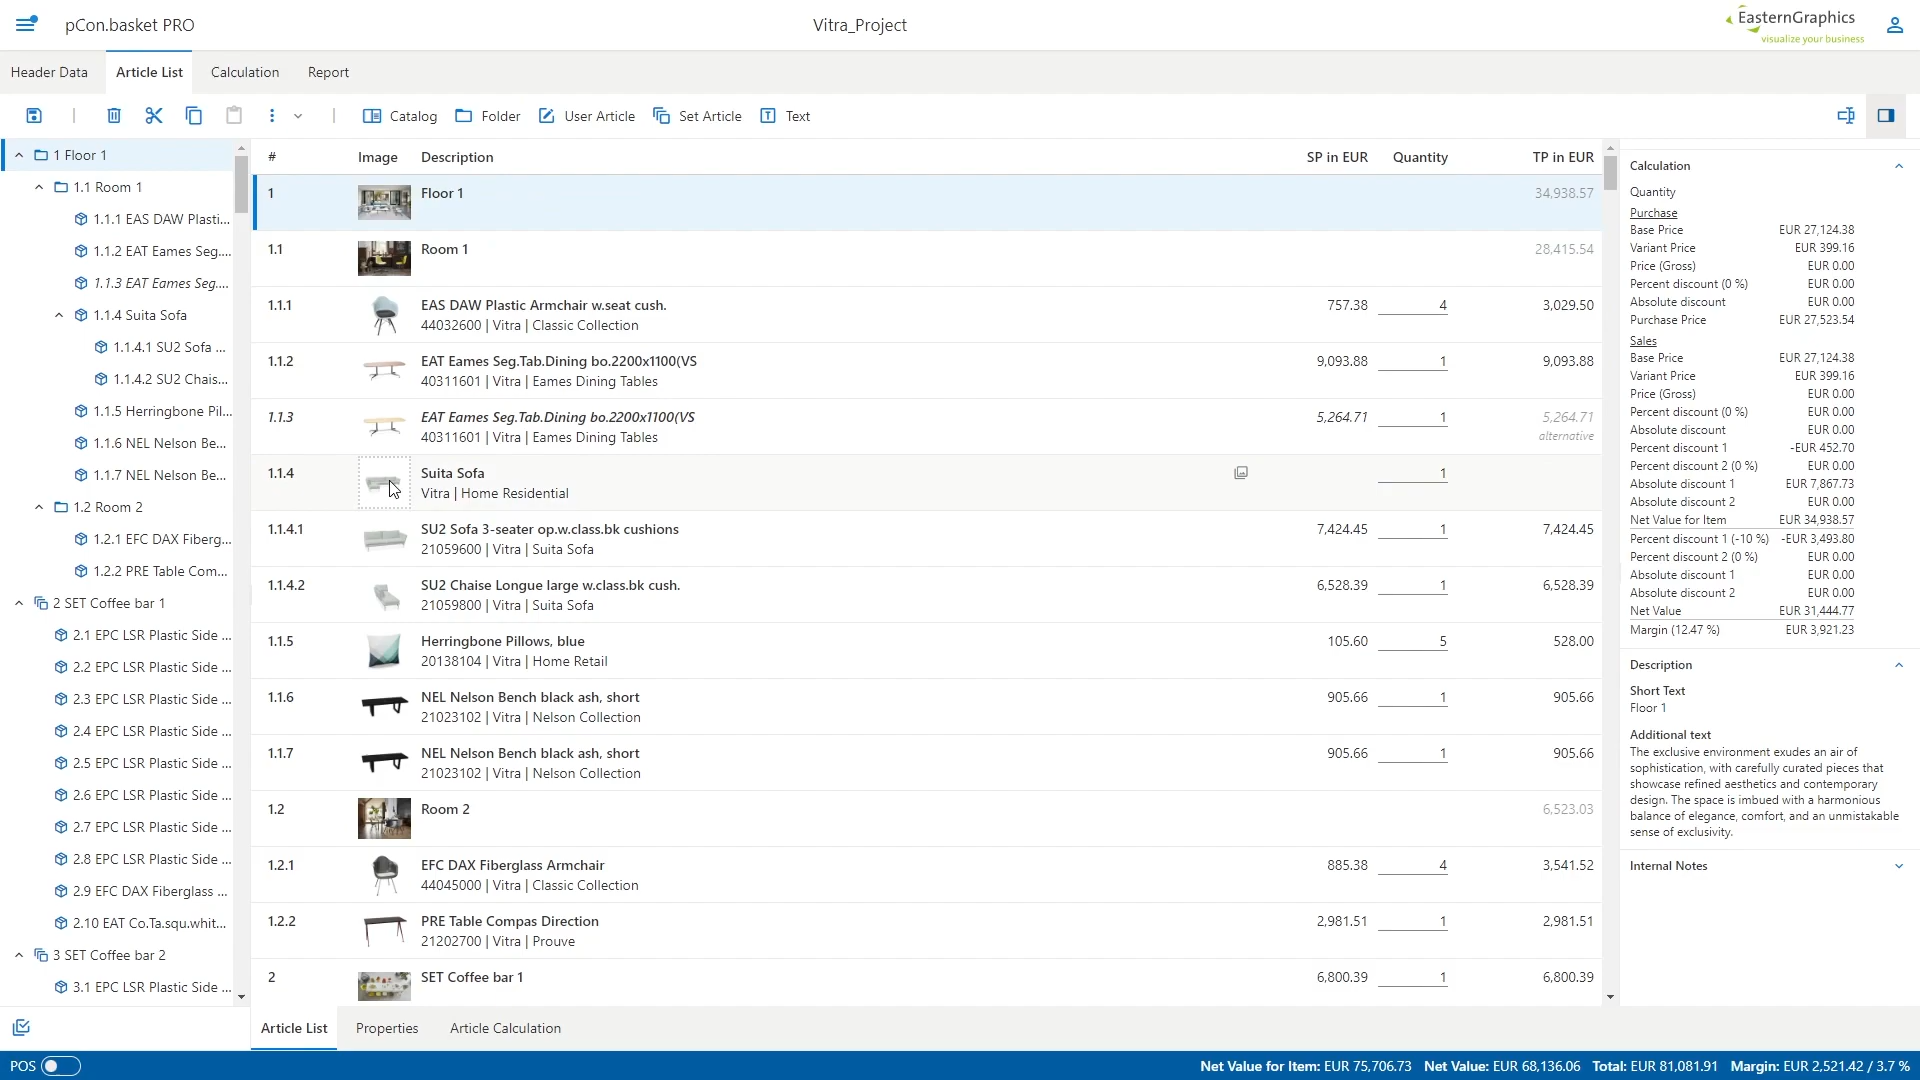 pCon.basket PRO
Vitra_Project
EasternGraphics
visualize your business
Header Data
Article List
Calculation
Report
Catalog
Folder
User Article
Set Article
Text
1 Floor 1
1.1 Room 1
1.1.1 EAS DAW Plasti...
1.1.2 EAT Eames Seg....
1.1.3 EAT Eames Seg....
1.1.4 Suita Sofa
1.1.4.1 SU2 Sofa ...
1.1.4.2 SU2 Chais...
1.1.5 Herringbone Pil...
1.1.6 NEL Nelson Be...
1.1.7 NEL Nelson Be...
1.2 Room 2
1.2.1 EFC DAX Fiberg...
1.2.2 PRE Table Com...
2 SET Coffee bar 1
2.1 EPC LSR Plastic Side ...
2.2 EPC LSR Plastic Side ...
2.3 EPC LSR Plastic Side ...
2.4 EPC LSR Plastic Side ...
2.5 EPC LSR Plastic Side ...
2.6 EPC LSR Plastic Side ...
2.7 EPC LSR Plastic Side ...
2.8 EPC LSR Plastic Side ...
2.9 EFC DAX Fiberglass ...
2.10 EAT Co.Ta.squ.whit...
3 SET Coffee bar 2
3.1 EPC LSR Plastic Side ...
# Image Description SP in EUR Quantity TP in EUR
1 Floor 1 34,938.57
1.1 Room 1 28,415.54
1.1.1 EAS DAW Plastic Armchair w.seat cush. 757.38 4 3,029.50
44032600 | Vitra | Classic Collection
1.1.2 EAT Eames Seg.Tab.Dining bo.2200x1100(VS 9,093.88 1 9,093.88
40311601 | Vitra | Eames Dining Tables
1.1.3 EAT Eames Seg.Tab.Dining bo.2200x1100(VS 5,264.71 1 5,264.71
40311601 | Vitra | Eames Dining Tables alternative
1.1.4 Suita Sofa 1
Vitra | Home Residential
1.1.4.1 SU2 Sofa 3-seater op.w.class.bk cushions 7,424.45 1 7,424.45
21059600 | Vitra | Suita Sofa
1.1.4.2 SU2 Chaise Longue large w.class.bk cush. 6,528.39 1 6,528.39
21059800 | Vitra | Suita Sofa
1.1.5 Herringbone Pillows, blue 105.60 5 528.00
20138104 | Vitra | Home Retail
1.1.6 NEL Nelson Bench black ash, short 905.66 1 905.66
21023102 | Vitra | Nelson Collection
1.1.7 NEL Nelson Bench black ash, short 905.66 1 905.66
21023102 | Vitra | Nelson Collection
1.2 Room 2 6,523.03
1.2.1 EFC DAX Fiberglass Armchair 885.38 4 3,541.52
44045000 | Vitra | Classic Collection
1.2.2 PRE Table Compas Direction 2,981.51 1 2,981.51
21202700 | Vitra | Prouve
2 SET Coffee bar 1 6,800.39 1 6,800.39
Calculation
Quantity
Purchase
Base Price EUR 27,124.38
Variant Price EUR 399.16
Price (Gross) EUR 0.00
Percent discount (0 %) EUR 0.00
Absolute discount EUR 0.00
Purchase Price EUR 27,523.54
Sales
Base Price EUR 27,124.38
Variant Price EUR 399.16
Price (Gross) EUR 0.00
Percent discount (0 %) EUR 0.00
Absolute discount EUR 0.00
Percent discount 1 -EUR 452.70
Percent discount 2 (0 %) EUR 0.00
Absolute discount 1 EUR 7,867.73
Absolute discount 2 EUR 0.00
Net Value for Item EUR 34,938.57
Percent discount 1 (-10 %) -EUR 3,493.80
Percent discount 2 (0 %) EUR 0.00
Absolute discount 1 EUR 0.00
Absolute discount 2 EUR 0.00
Net Value EUR 31,444.77
Margin (12.47 %) EUR 3,921.23
Description
Short Text
Floor 1
Additional text
The exclusive environment exudes an air of
sophistication, with carefully curated pieces that
showcase refined aesthetics and contemporary
design. The space is imbued with a harmonious
balance of elegance, comfort, and an unmistakable
sense of exclusivity.
Internal Notes
Article List
Properties
Article Calculation
POS
Net Value for Item: EUR 75,706.73 Net Value: EUR 68,136.06 Total: EUR 81,081.91 Margin: EUR 2,521.42 / 3.7 %